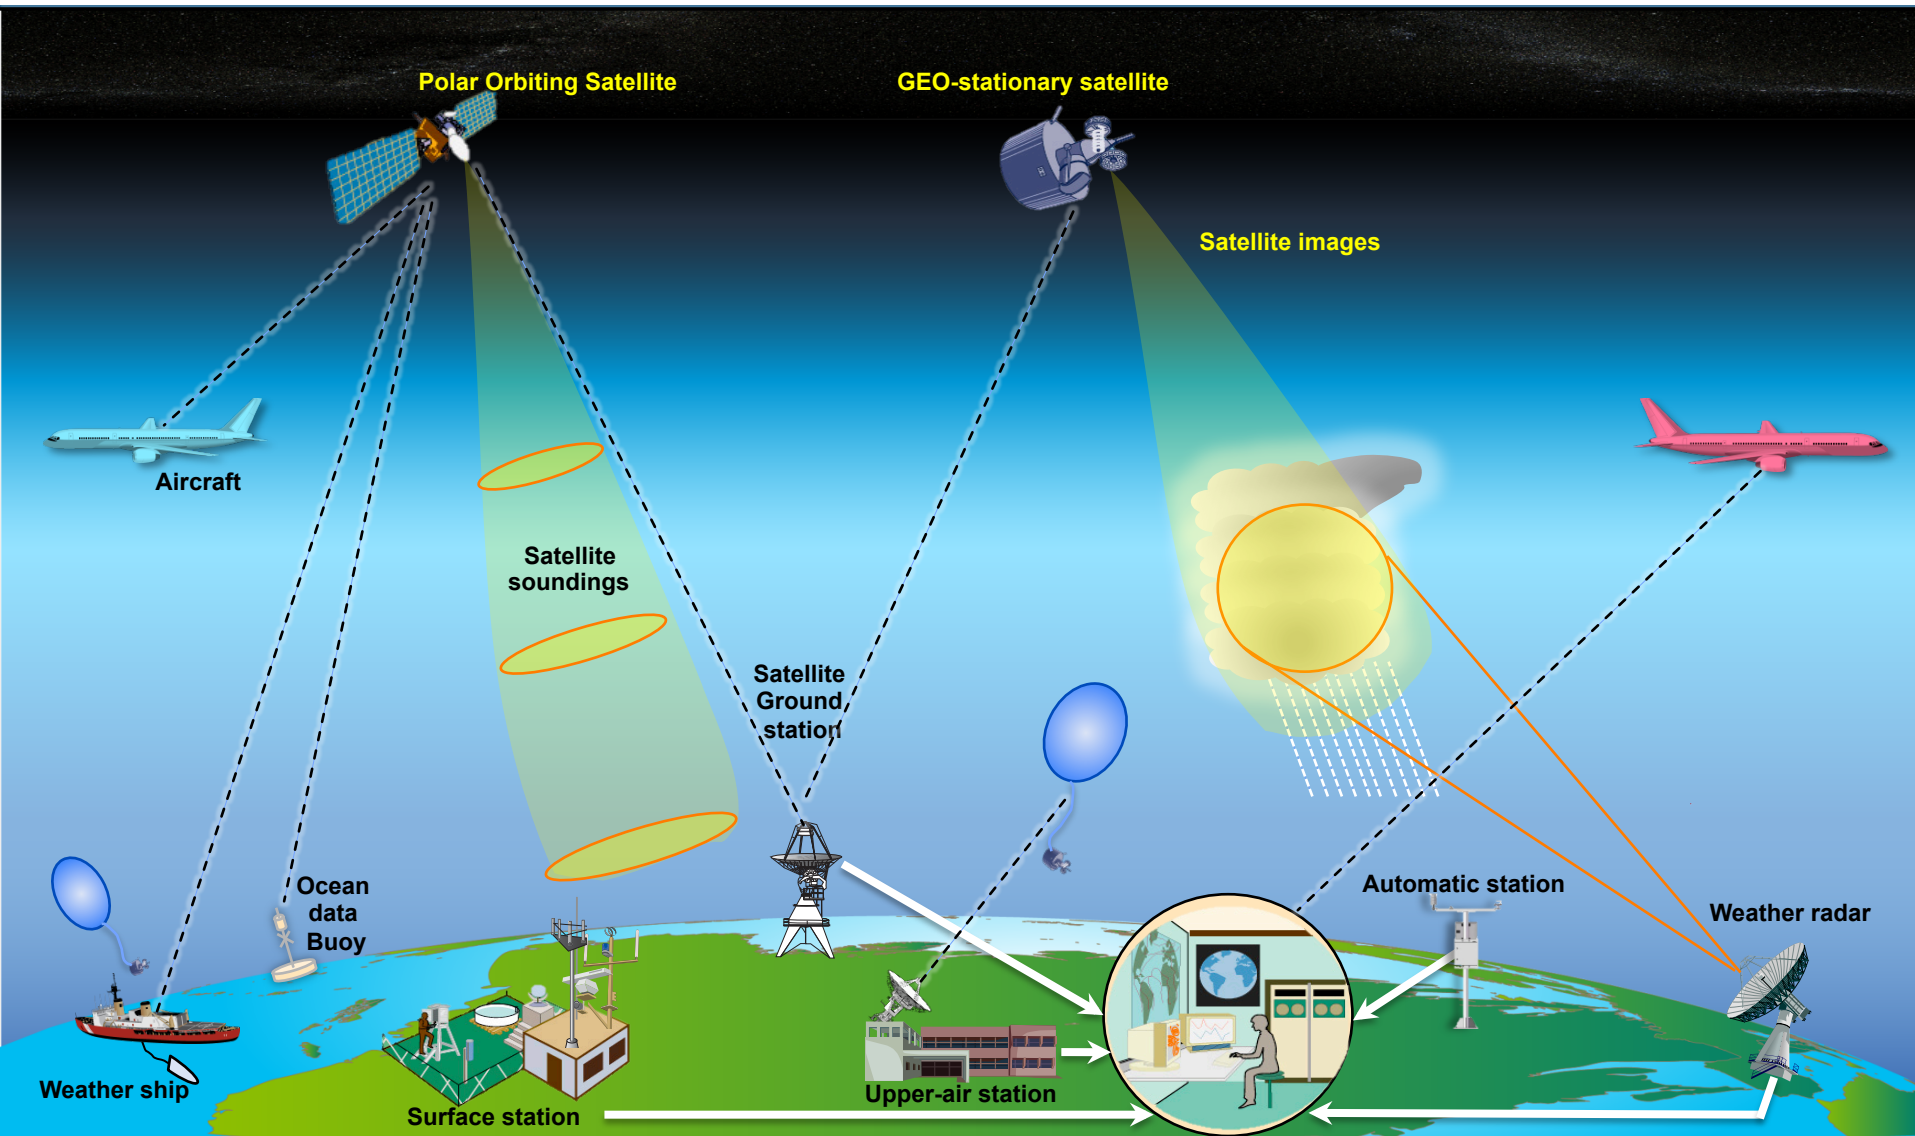 Polar Orbiting Satellite
GEO-stationary satellite
Satellite images
Aircraft
Satellite
soundings
Satellite
Ground
station
Ocean
data
Buoy
Automatic station
Weather radar
Weather ship
Surface station
Upper-air station